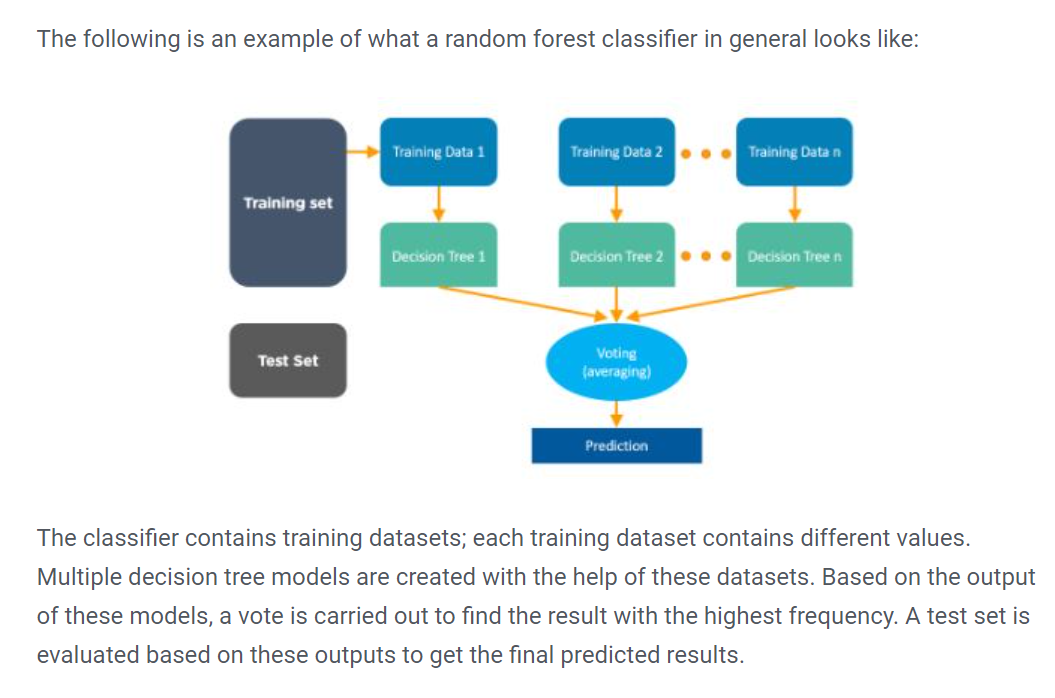 The following is an example of what a random forest classifier in general looks like:
Training set
Training Data 1
Training Data 2
Training Data n
Decision Tree 1
Decision Tree 2
Decision Tree n
Test Set
Voting
(averaging)
Prediction
The classifier contains training datasets; each training dataset contains different values.
Multiple decision tree models are created with the help of these datasets. Based on the output
of these models, a vote is carried out to find the result with the highest frequency. A test set is
evaluated based on these outputs to get the final predicted results.